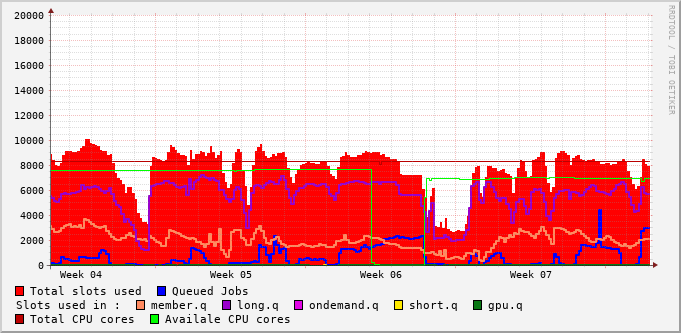 20000
18000
16000
14000
12000
10000
8000
6000
4000
2000
0
Week 04 Week 05 Week 06 Week 07
RRDTOOL / TOBI OETIKER
Total slots used Queued Jobs
Slots used in : member.q long.q ondemand.q short.q gpu.q
Total CPU cores Availale CPU cores